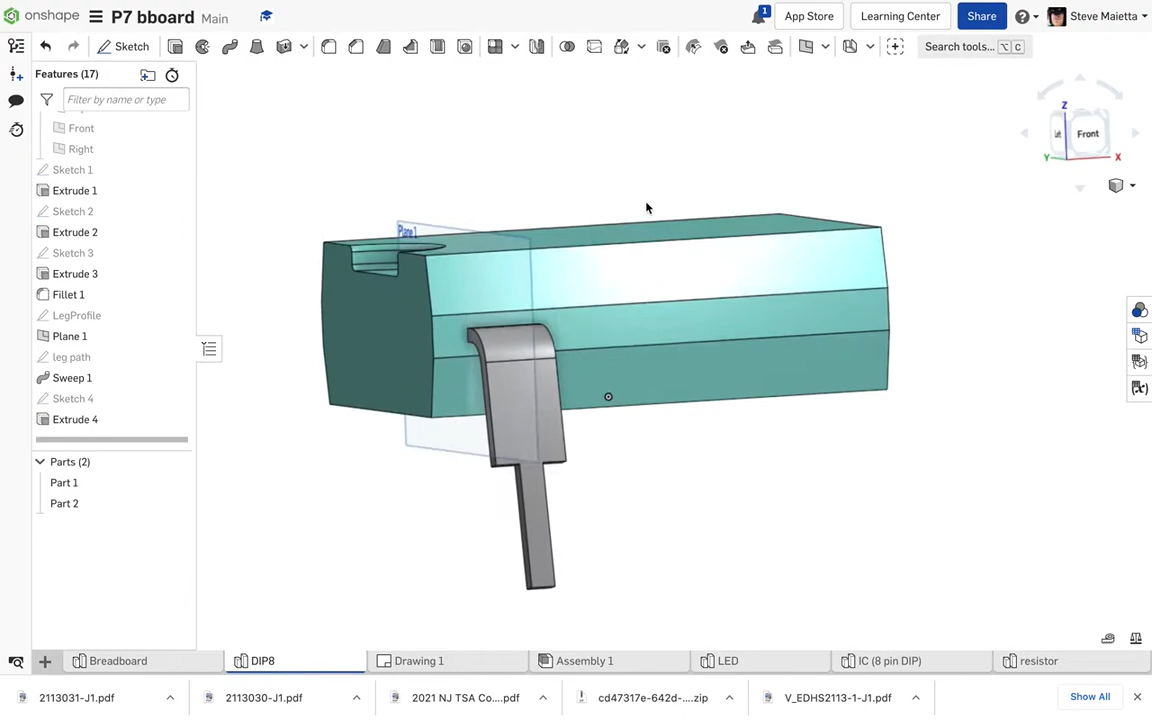 onshape P7 bboard Main 1 App Store Learning Center Share Steve Maietta
Sketch Search tools... ⌥ C
Features (17)
Filter by name or type
Front
Right
Sketch 1
Extrude 1
Sketch 2
Extrude 2
Sketch 3
Extrude 3
Fillet 1
LegProfile
Plane 1
leg path
Sweep 1
Sketch 4
Extrude 4
Parts (2)
Part 1
Part 2
Plane 1
Z
Front
Y X
(x)
Breadboard DIP8 Drawing 1 Assembly 1 LED IC (8 pin DIP) resistor
2113031-J1.pdf 2113030-J1.pdf 2021 NJ TSA Co....pdf cd47317e-642d-....zip V_EDHS2113-1-J1.pdf Show All